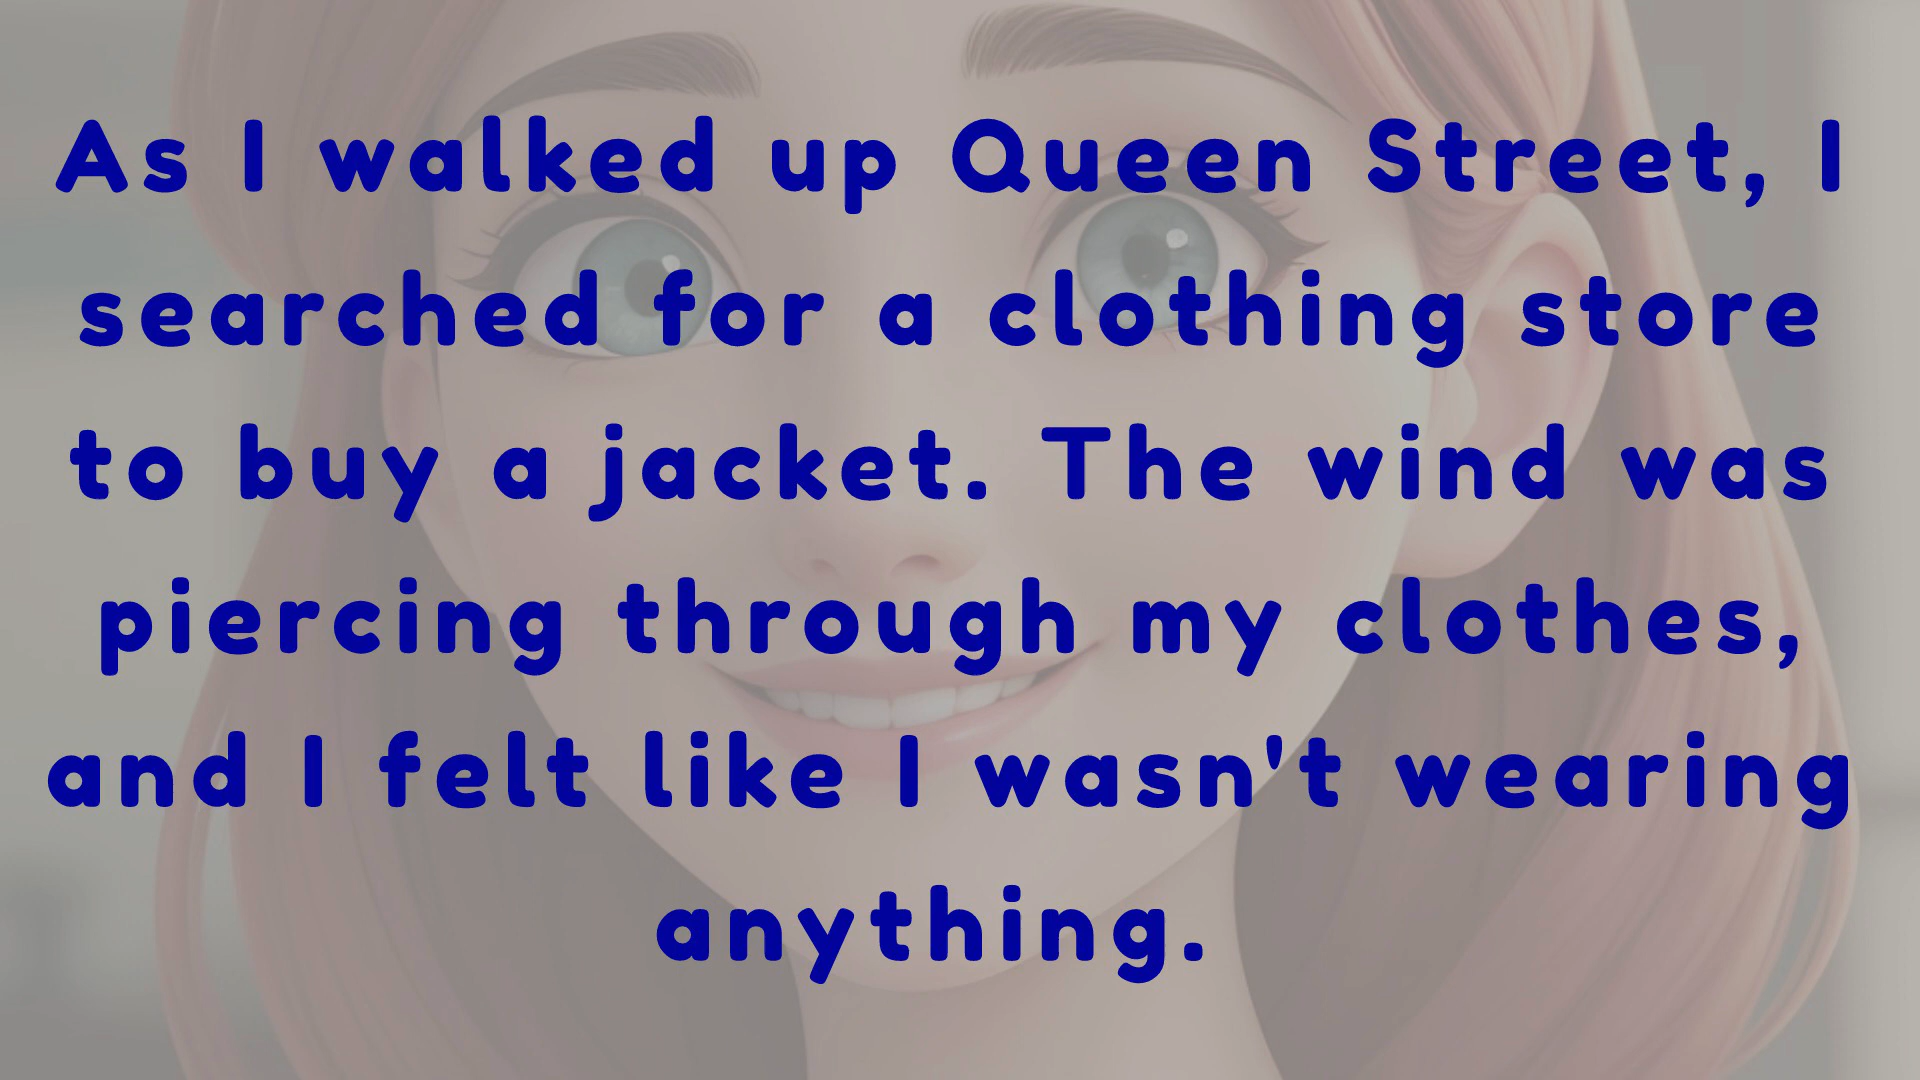 As I walked up Queen Street, I
searched for a clothing store
to buy a jacket. The wind was
piercing through my clothes,
and I felt like I wasn't wearing
anything.